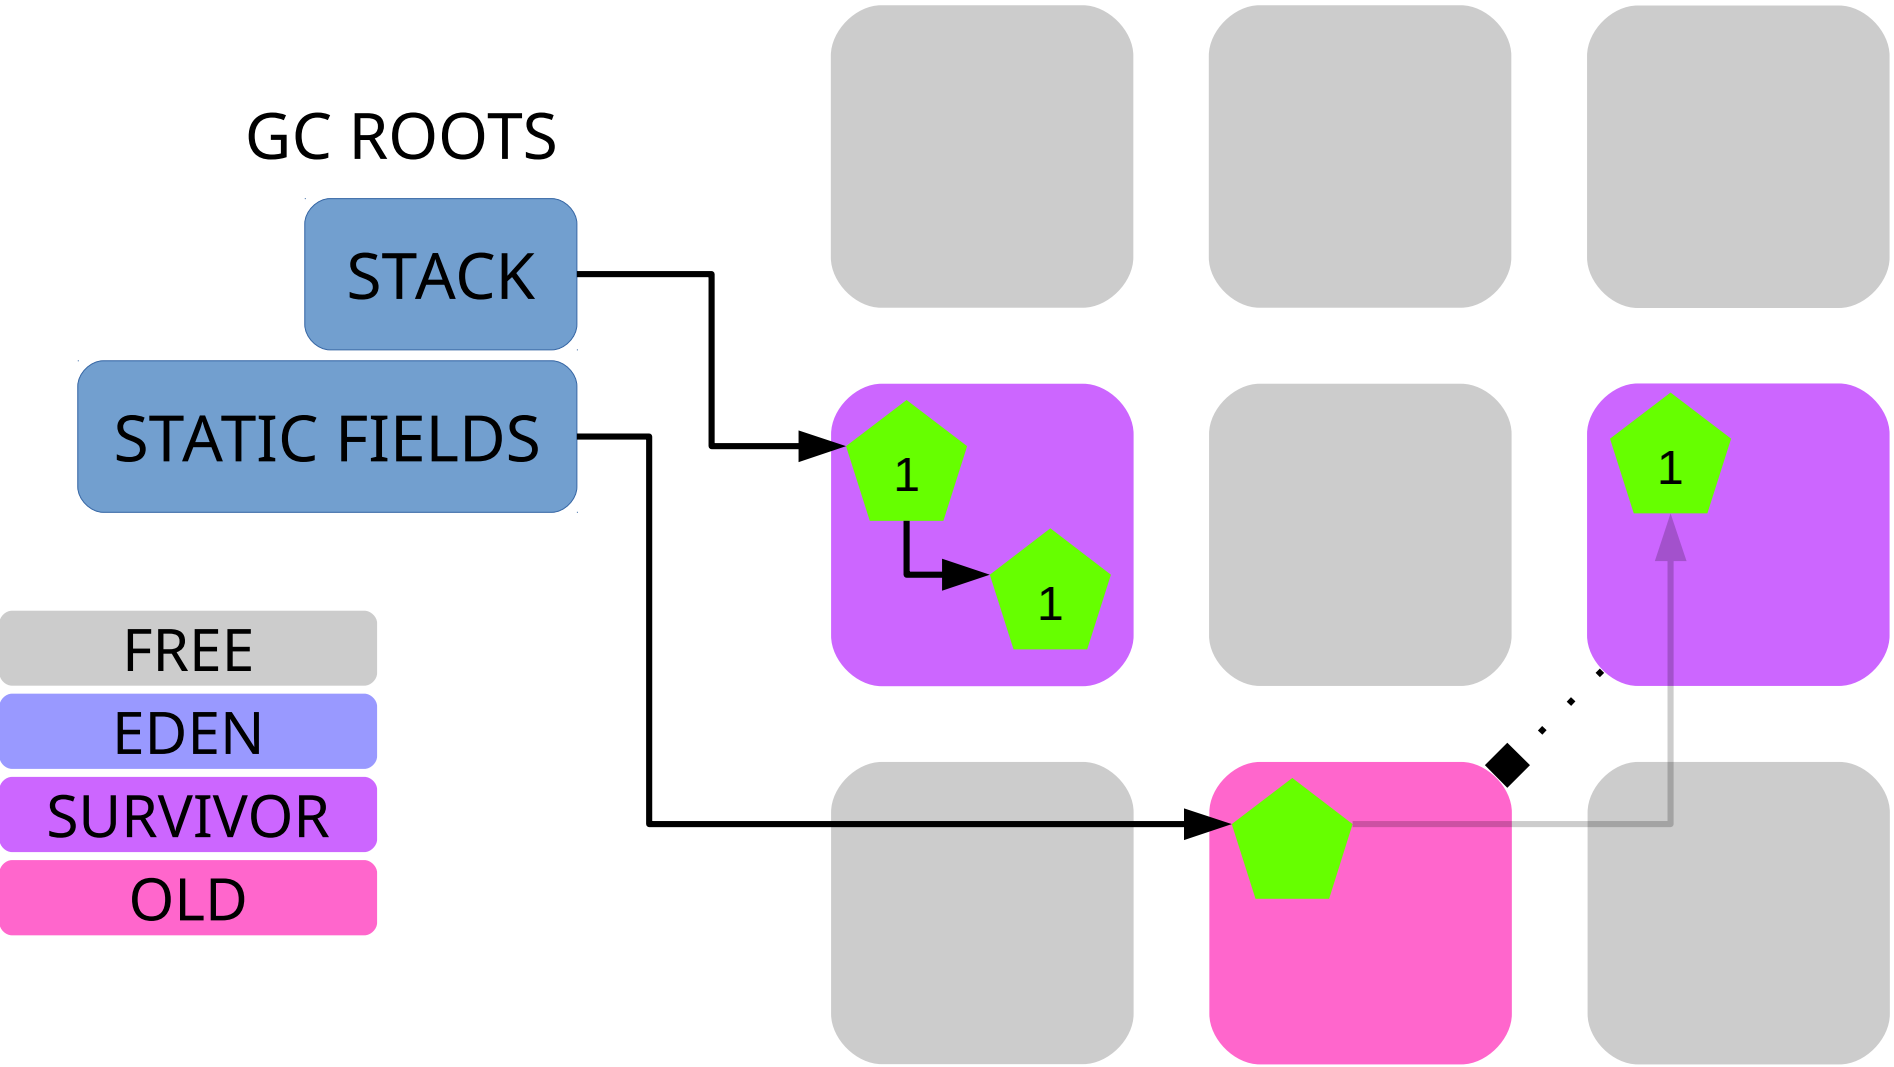 GC ROOTS
STACK
STATIC FIELDS
1
1
1
FREE
EDEN
SURVIVOR
OLD